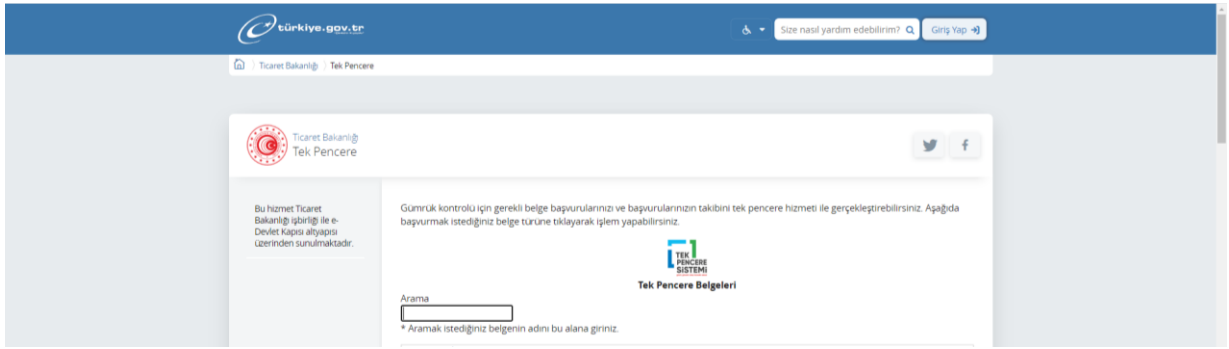 türkiye.gov.tr
Size nasıl yardım edebilirim?
Giriş Yap
Ticaret Bakanlığı
Tek Pencere
Ticaret Bakanlığı
Tek Pencere
Bu hizmet Ticaret
Bakanlığı işbirliği ile e-
Devlet Kapısı altyapısı
üzerinden sunulmaktadır.
Gümrük kontrolü için gerekli belge başvurularınızı ve başvurularınızın takibini tek pencere hizmeti ile gerçekleştirebilirsiniz. Aşağıda
başvurmak istediğiniz belge türüne tıklayarak işlem yapabilirsiniz.
TEK
PENCERE
SİSTEMİ
Tek Pencere Belgeleri
Arama
* Aramak istediğiniz belgenin adını bu alana giriniz.